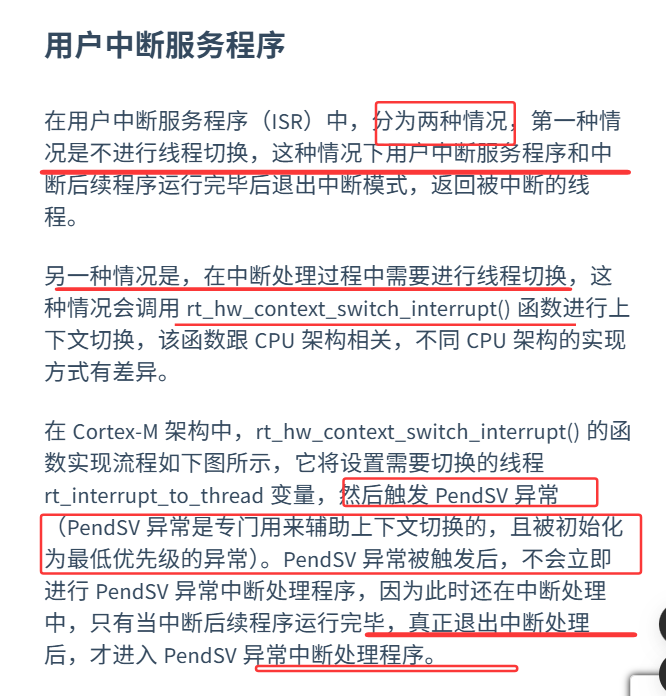 用户中断服务程序
在用户中断服务程序（ISR）中，分为两种情况，第一种情
况是不进行线程切换，这种情况下用户中断服务程序和中
断后续程序运行完毕后退出中断模式，返回被中断的线
程。
另一种情况是，在中断处理过程中需要进行线程切换，这
种情况会调用 rt_hw_context_switch_interrupt() 函数进行上
下文切换，该函数跟 CPU 架构相关，不同 CPU 架构的实现
方式有差异。
在 Cortex-M 架构中，rt_hw_context_switch_interrupt() 的函
数实现流程如下图所示，它将设置需要切换的线程
rt_interrupt_to_thread 变量，然后触发 PendSV 异常
（PendSV 异常是专门用来辅助上下文切换的，且被初始化
为最低优先级的异常）。PendSV 异常被触发后，不会立即
进行 PendSV 异常中断处理程序，因为此时还在中断处理
中，只有当中断后续程序运行完毕，真正退出中断处理
后，才进入 PendSV 异常中断处理程序。